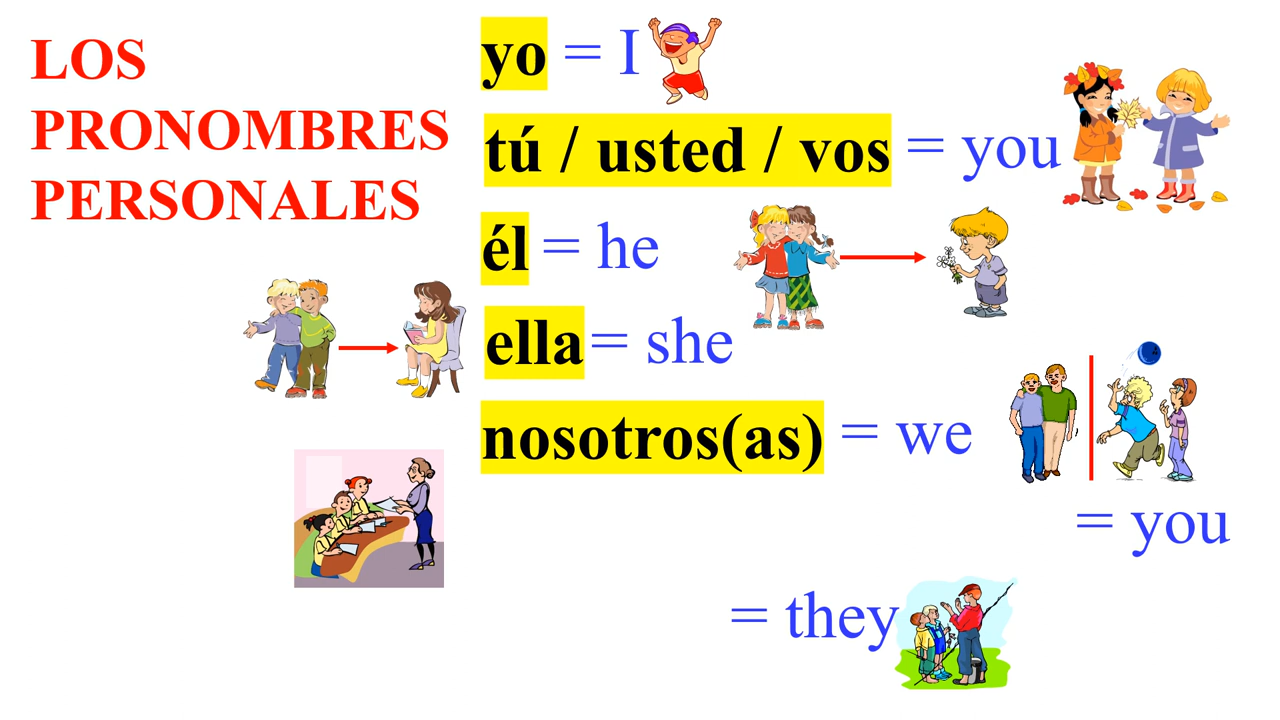 LOS
PRONOMBRES
PERSONALES
yo = I
tú / usted / vos = you
él = he
ella = she
nosotros(as) = we
= you
= they